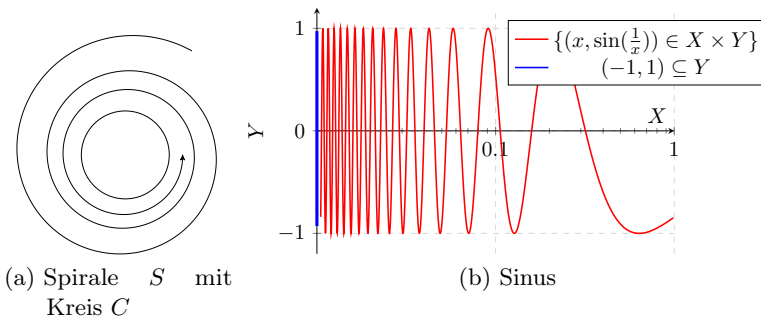 1
0
−1
Y
X
0.1
1
{(x, sin(1/x)) ∈ X × Y}
(-1, 1) ⊆ Y
(a) Spirale S mit
Kreis C
(b) Sinus